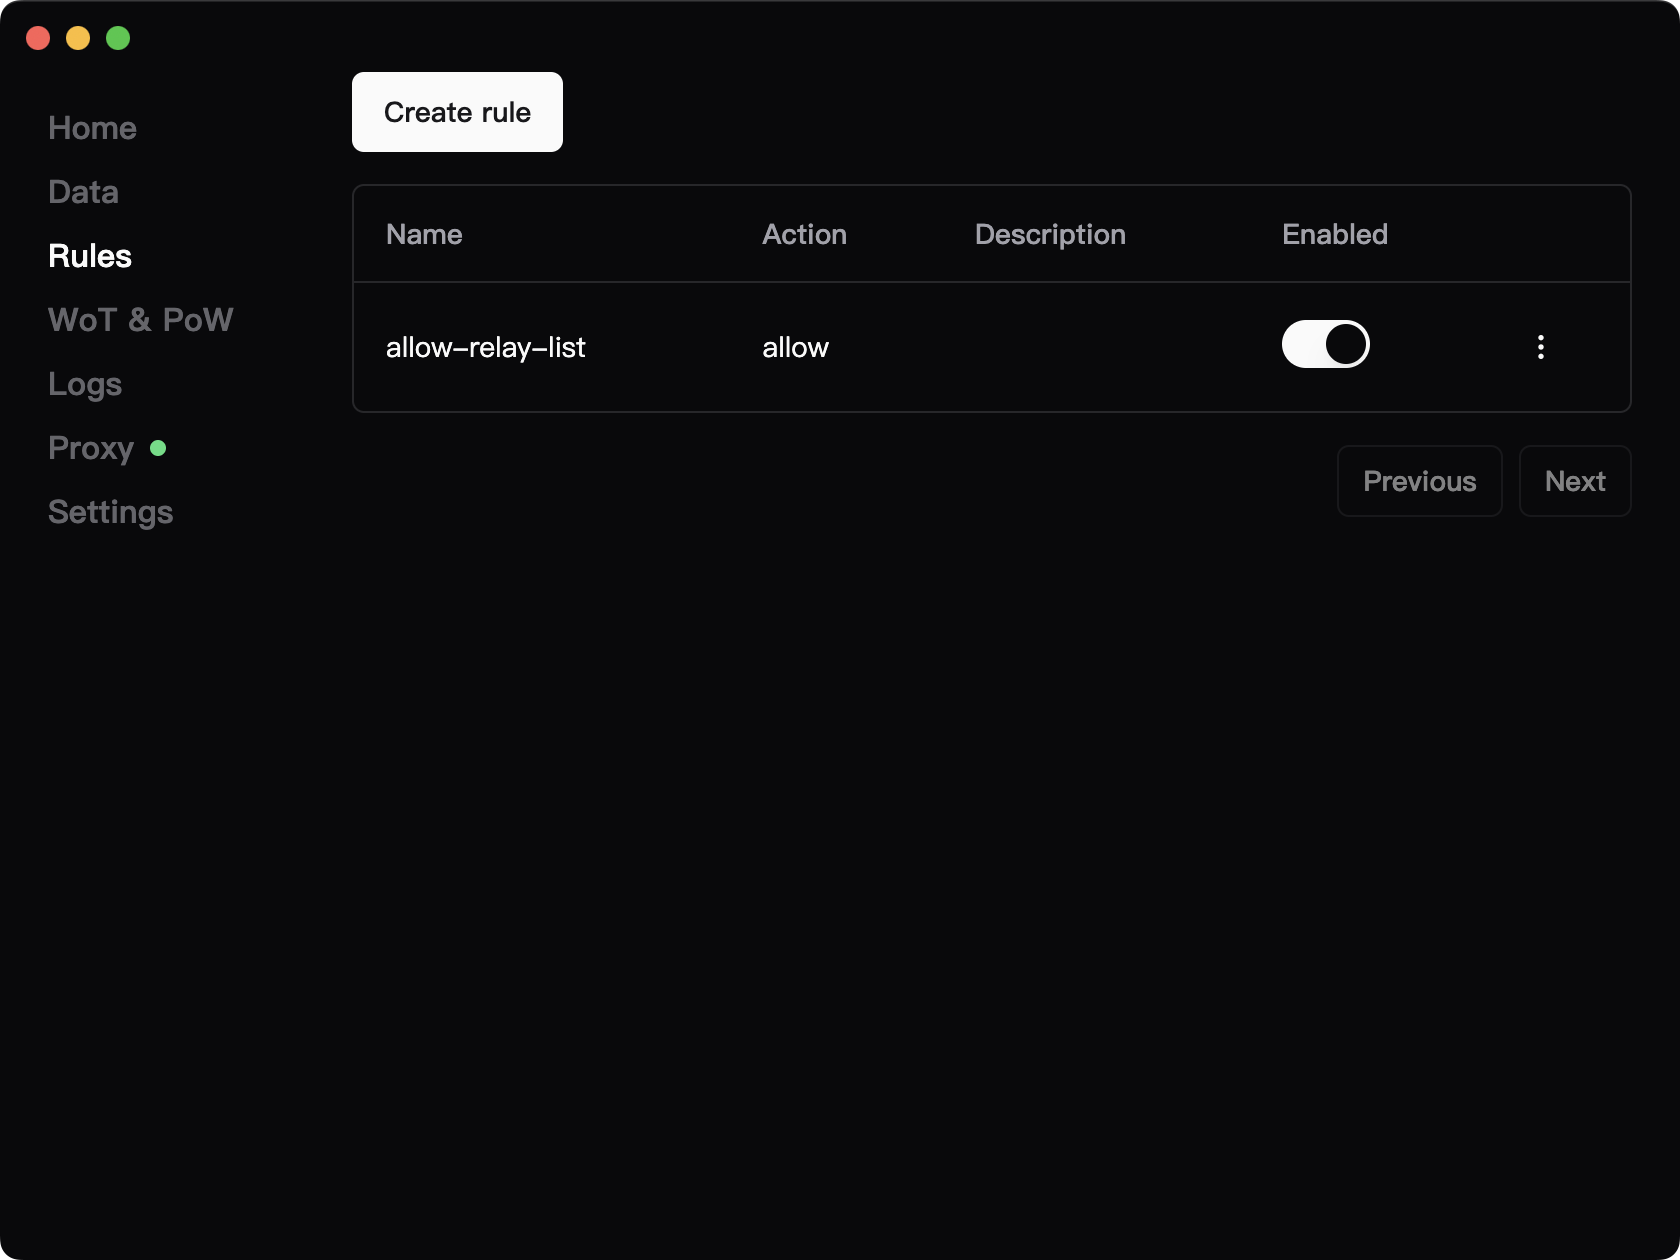 Home
Data
Rules
WoT & PoW
Logs
Proxy
Settings
Create rule
Name Action Description Enabled
allow-relay-list allow
Previous Next